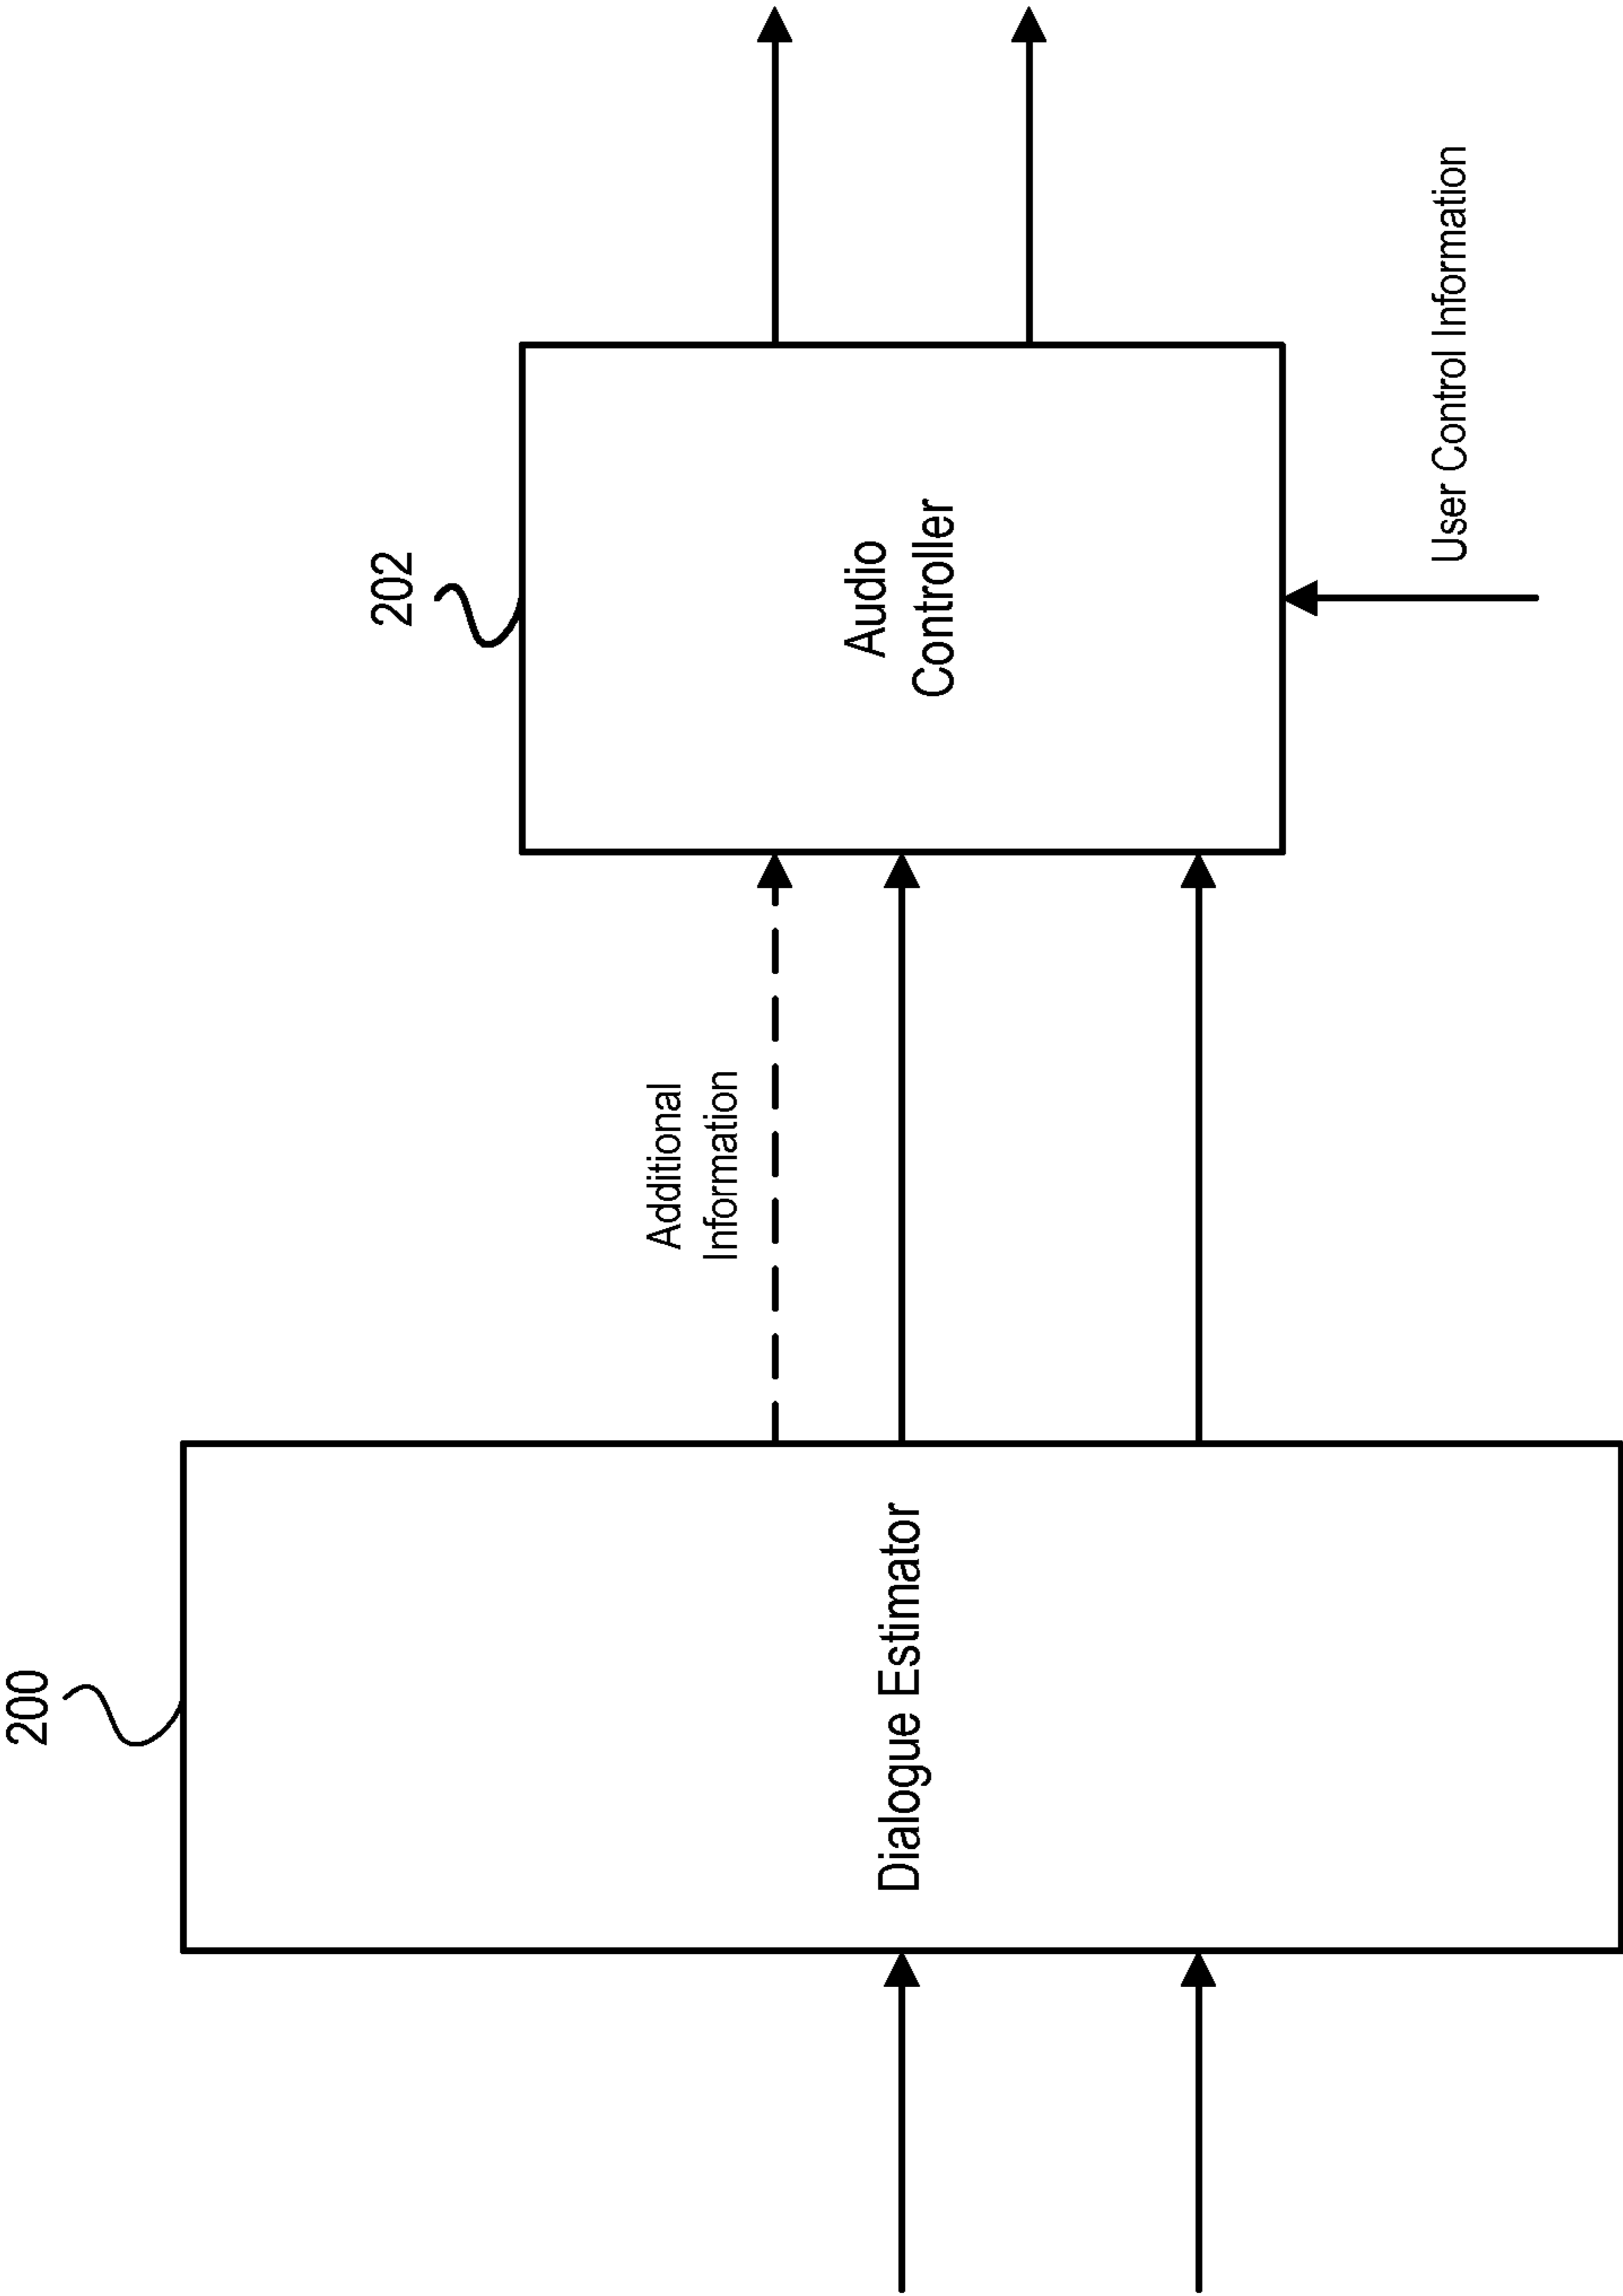 200
Dialogue Estimator
Additional
Information
202
Audio
Controller
User Control Information